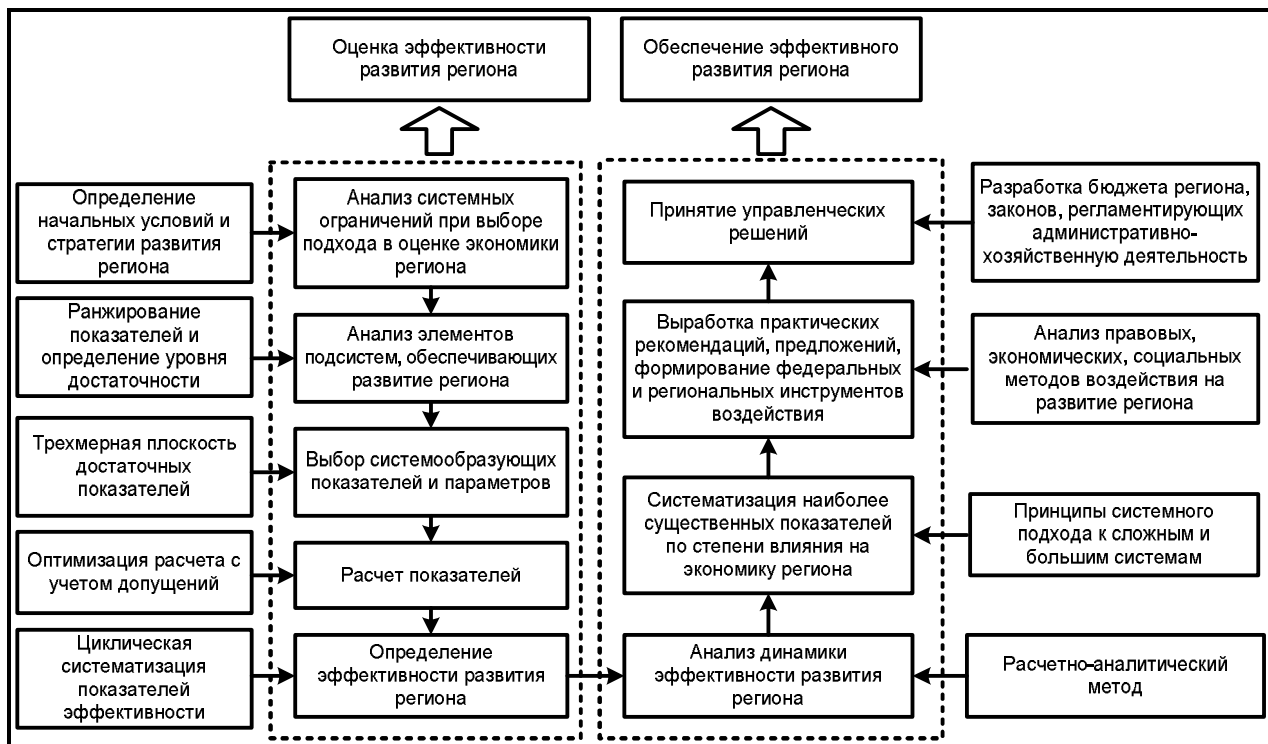 Оценка эффективности
развития региона
Обеспечение эффективного
развития региона
Определение
начальных условий и
стратегии развития
региона
Анализ системных
ограничений при выборе
подхода в оценке экономики
региона
Принятие управленческих
решений
Разработка бюджета региона,
законов, регламентирующих
административно-
хозяйственную деятельность
Ранжирование
показателей и
определение уровня
достаточности
Анализ элементов
подсистем, обеспечивающих
развитие региона
Выработка практических
рекомендаций, предложений,
формирование федеральных
и региональных инструментов
воздействия
Анализ правовых,
экономических, социальных
методов воздействия на
развитие региона
Трехмерная плоскость
достаточных
показателей
Выбор системообразующих
показателей и параметров
Систематизация наиболее
существенных показателей
по степени влияния на
экономику региона
Принципы системного
подхода к сложным и
большим системам
Оптимизация расчета с
учетом допущений
Расчет показателей
Циклическая
систематизация
показателей
эффективности
Определение
эффективности развития
региона
Анализ динамики
эффективности развития
региона
Расчетно–аналитический
метод